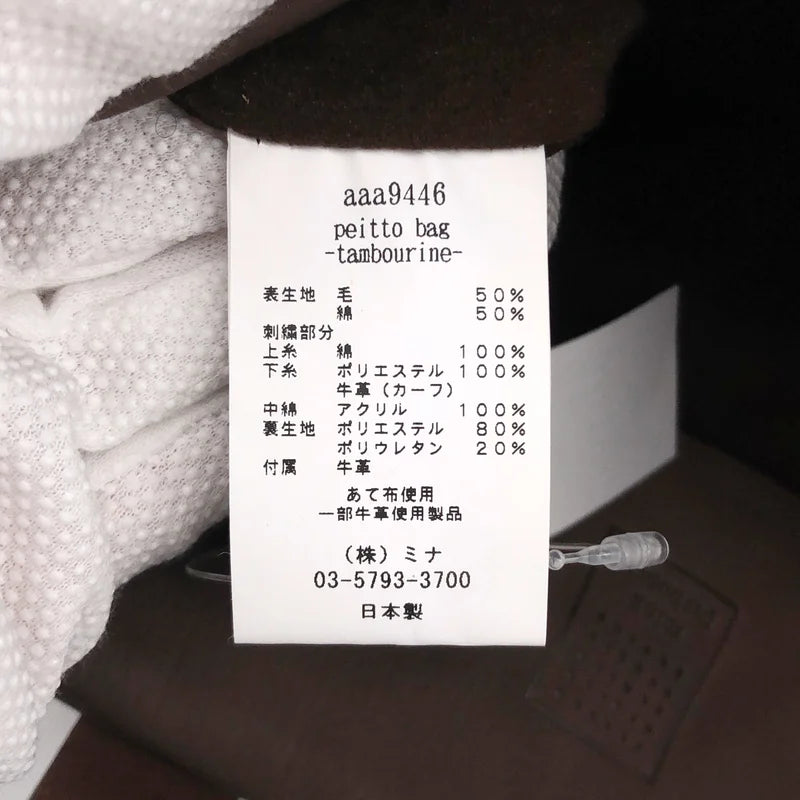 aaa9446
peitto bag
-tambourine-
表生地 毛 50%
綿 50%
刺繍部分
上糸 綿 100%
下糸 ポリエステル 100%
牛革(カーフ)
中綿 アクリル 100%
裏生地 ポリエステル 80%
ポリウレタン 20%
付属 牛革
あて布使用
一部牛革使用製品
(株)ミナ
03-5793-3700
日本製